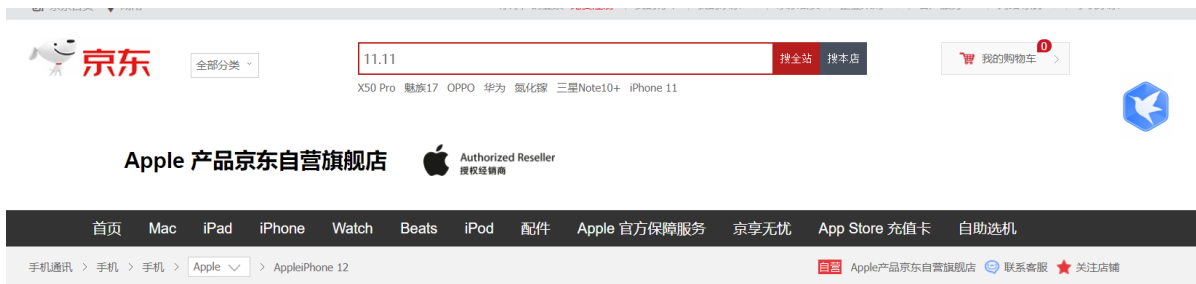 京东
全部分类
11.11
搜全站 搜本店
0
我的购物车
X50 Pro 魅族17 OPPO 华为 氮化镓 三星Note10+ iPhone 11
Apple 产品京东自营旗舰店
Authorized Reseller
授权经销商
首页 Mac iPad iPhone Watch Beats iPod 配件 Apple 官方保障服务 京享无忧 App Store 充值卡 自助选机
手机通讯 > 手机 > 手机 > Apple > AppleiPhone 12
自营 Apple产品京东自营旗舰店 联系客服 关注店铺